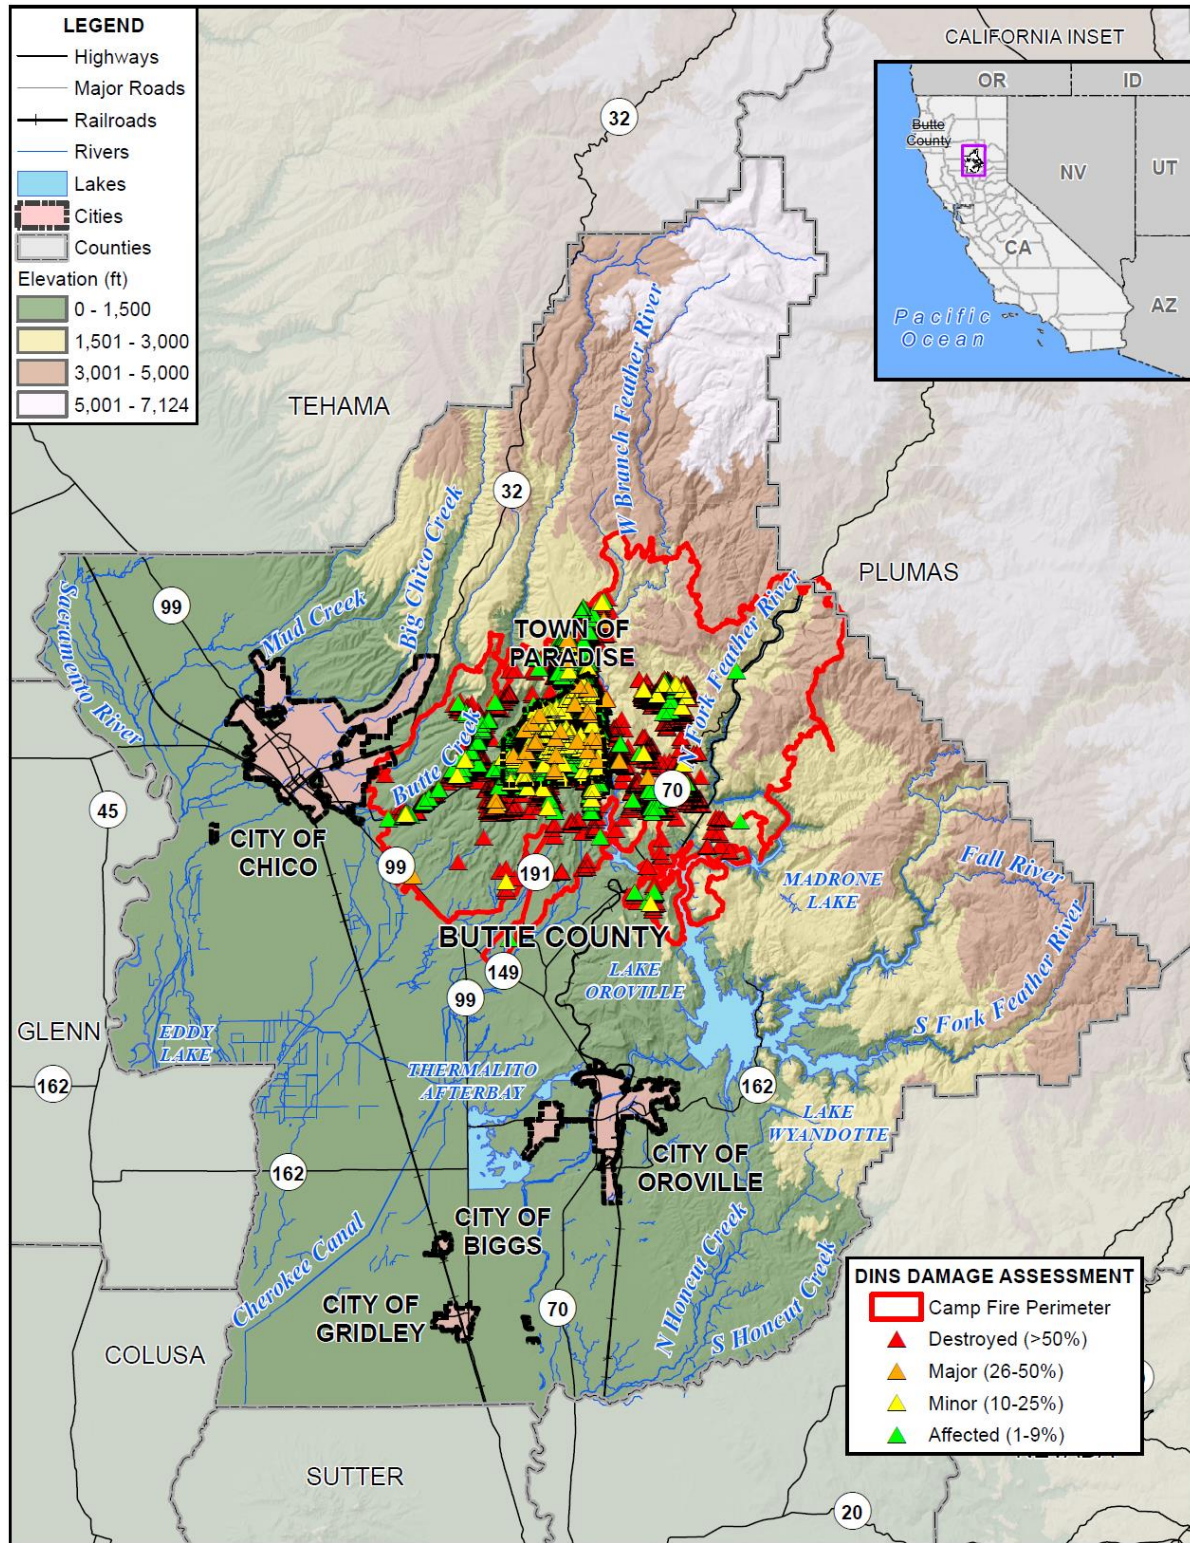 LEGEND
Highways
Major Roads
Railroads
Rivers
Lakes
Cities
Counties
Elevation (ft)
0 - 1,500
1,501 - 3,000
3,001 - 5,000
5,001 - 7,124
CALIFORNIA INSET
OR
ID
Butte
County
NV
UT
CA
AZ
Pacific
Ocean
32
TEHAMA
W Branch Feather River
32
Big Chico Creek
PLUMAS
99
Sacramento River
Mud Creek
TOWN OF
PARADISE
N Fork Feather River
Butte Creek
70
45
CITY OF
CHICO
99
191
Fall River
MADRONE
LAKE
BUTTE COUNTY
149
LAKE
OROVILLE
99
S Fork Feather River
GLENN
EDDY
LAKE
THERMALITO
AFTERBAY
162
162
LAKE
WYANDOTTE
CITY OF
OROVILLE
162
CITY OF
BIGGS
Cherokee Canal
N Honcut Creek
S Honcut Creek
CITY OF
GRIDLEY
70
COLUSA
DINS DAMAGE ASSESSMENT
Camp Fire Perimeter
Destroyed (>50%)
Major (26-50%)
Minor (10-25%)
Affected (1-9%)
SUTTER
20